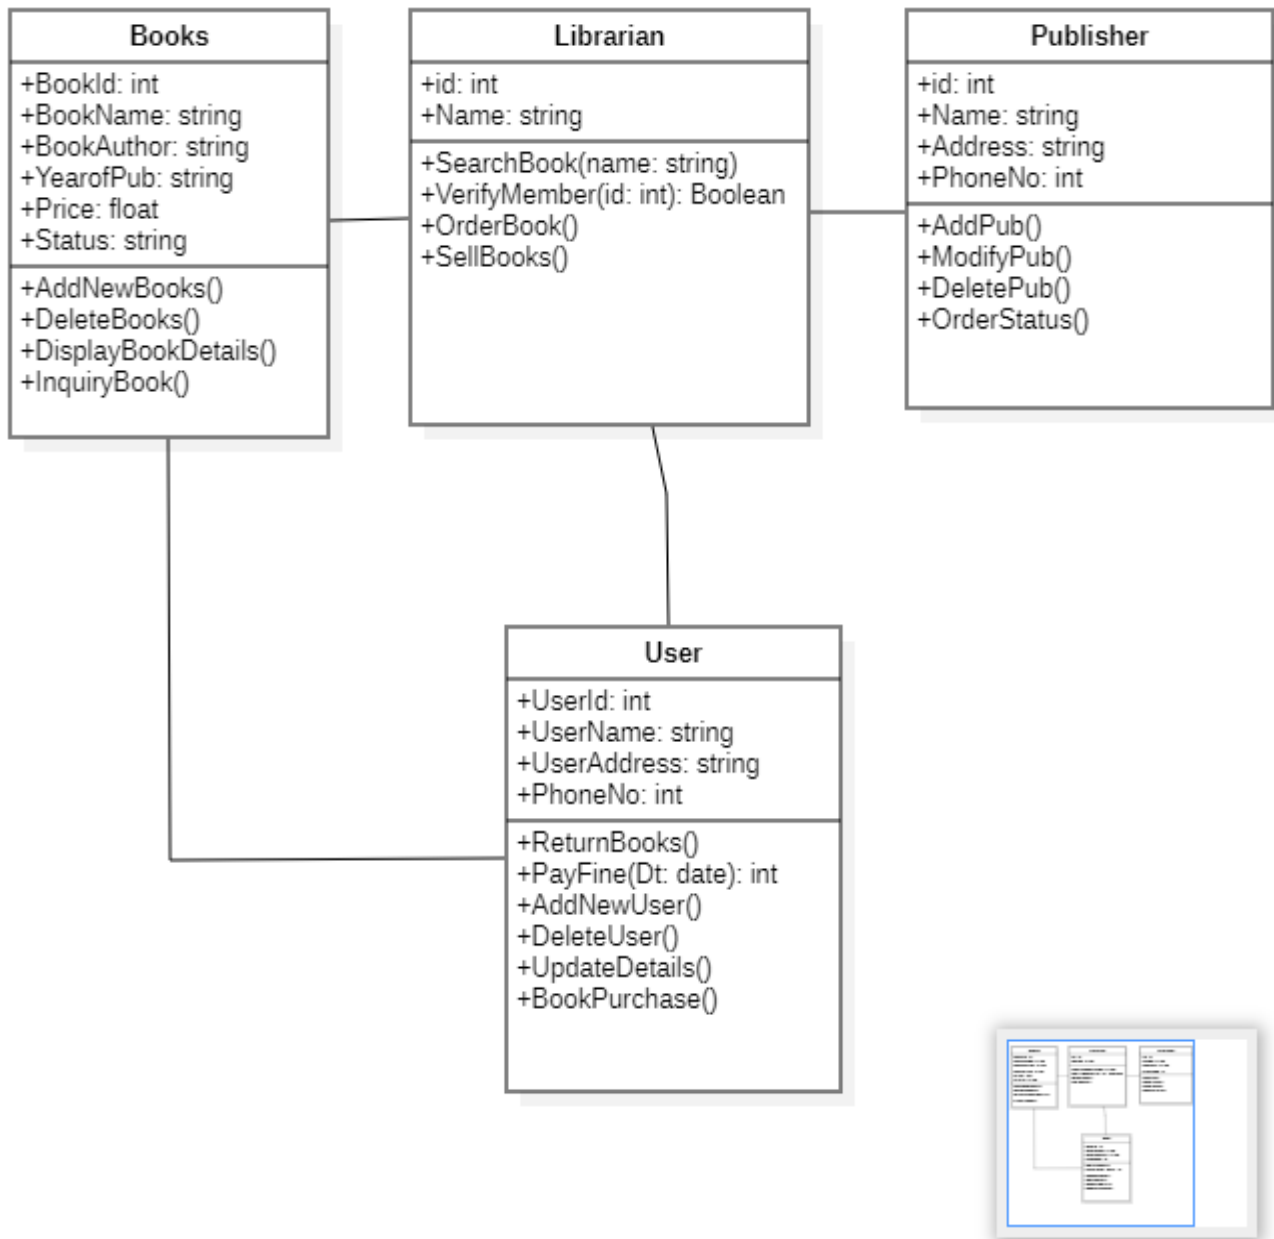 Books
+BookId: int
+BookName: string
+BookAuthor: string
+YearofPub: string
+Price: float
+Status: string
+AddNewBooks()
+DeleteBooks()
+DisplayBookDetails()
+InquiryBook()
Librarian
+id: int
+Name: string
+SearchBook(name: string)
+VerifyMember(id: int): Boolean
+OrderBook()
+SellBooks()
Publisher
+id: int
+Name: string
+Address: string
+PhoneNo: int
+AddPub()
+ModifyPub()
+DeletePub()
+OrderStatus()
User
+UserId: int
+UserName: string
+UserAddress: string
+PhoneNo: int
+ReturnBooks()
+PayFine(Dt: date): int
+AddNewUser()
+DeleteUser()
+UpdateDetails()
+BookPurchase()